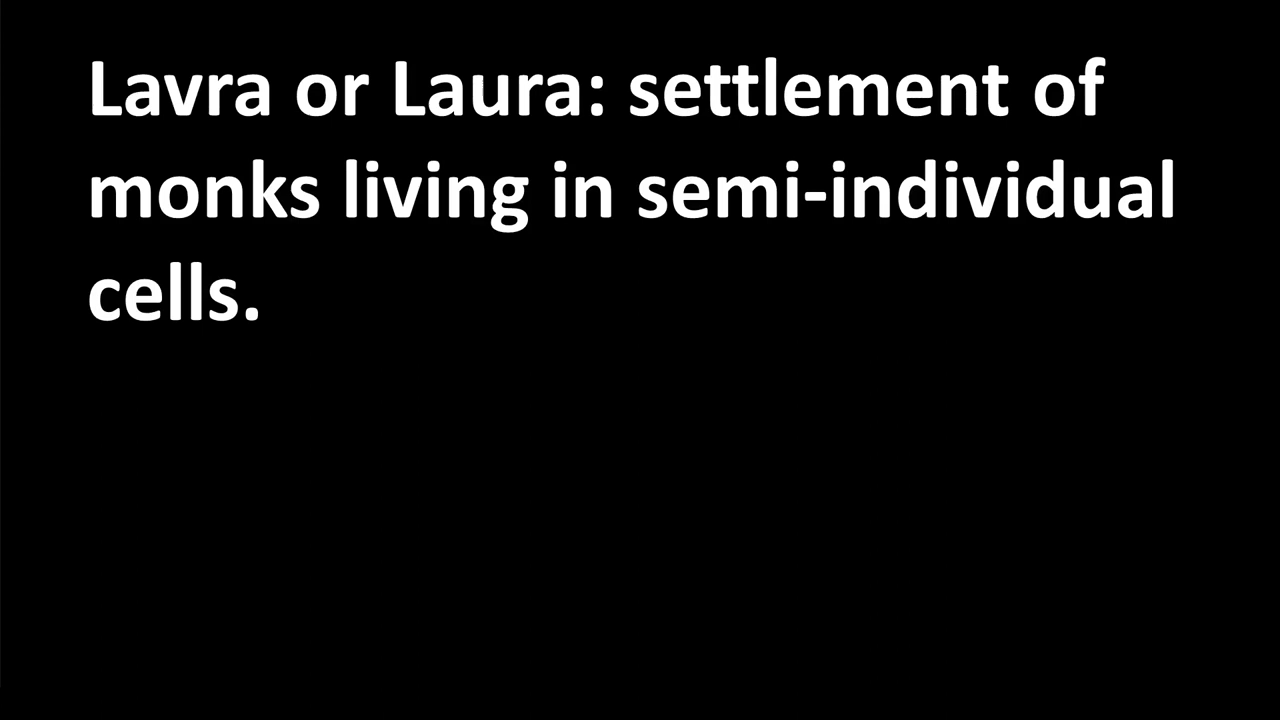 Lavra or Laura: settlement of
monks living in semi-individual
cells.